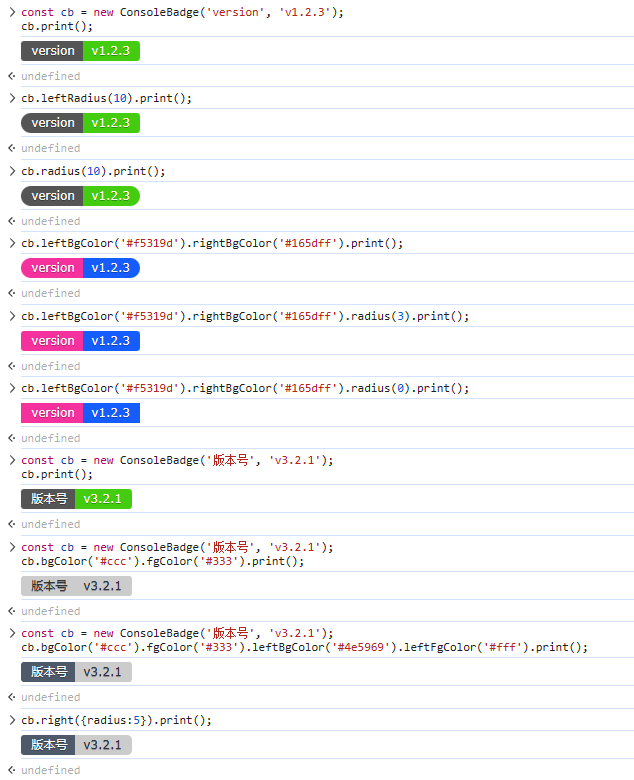 const cb = new ConsoleBadge('version', 'v1.2.3');
cb.print();
version v1.2.3
undefined
cb.leftRadius(10).print();
version v1.2.3
undefined
cb.radius(10).print();
version v1.2.3
undefined
cb.leftBgColor('#f5319d').rightBgColor('#165dff').print();
version v1.2.3
undefined
cb.leftBgColor('#f5319d').rightBgColor('#165dff').radius(3).print();
version v1.2.3
undefined
cb.leftBgColor('#f5319d').rightBgColor('#165dff').radius(0).print();
version v1.2.3
undefined
const cb = new ConsoleBadge('版本号', 'v3.2.1');
cb.print();
版本号 v3.2.1
undefined
const cb = new ConsoleBadge('版本号', 'v3.2.1');
cb.bgColor('#ccc').fgColor('#333').print();
版本号 v3.2.1
undefined
const cb = new ConsoleBadge('版本号', 'v3.2.1');
cb.bgColor('#ccc').fgColor('#333').leftBgColor('#4e5969').leftFgColor('#fff').print();
版本号 v3.2.1
undefined
cb.right({radius:5}).print();
版本号 v3.2.1
undefined